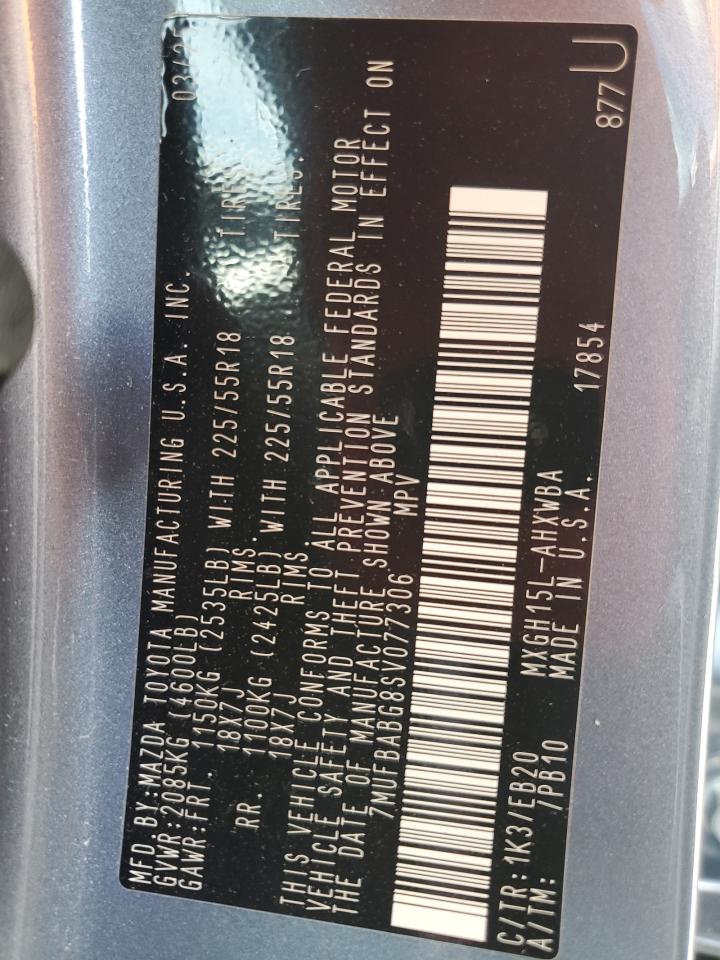 MFD BY:MAZDA TOYOTA MANUFACTURING U.S.A. INC. 03/25
GVWR:2085KG (4600LB)
GAWR:FRT. 1150KG (2535LB) WITH 225/55R18 TIRES
18X7J RIMS.
RR. 1100KG (2425LB) WITH 225/55R18 TIRES.
18X7J RIMS
THIS VEHICLE CONFORMS TO ALL APPLICABLE FEDERAL MOTOR
VEHICLE SAFETY AND THEFT PREVENTION STANDARDS IN EFFECT ON
THE DATE OF MANUFACTURE SHOWN ABOVE
7MUFBABG8SV077306 MPV
C/TR:1K3/EB20 MXGH15L-AHXWBA 17854 877 U
A/TM: /PB10 MADE IN U.S.A.